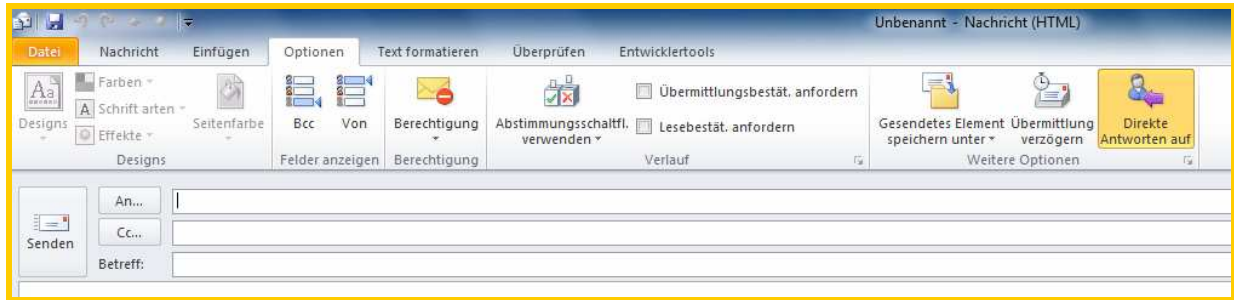 Unbenannt - Nachricht (HTML)
Datei Nachricht Einfügen Optionen Text formatieren Überprüfen Entwicklertools
Aa
Designs
Farben
A Schrift arten
Effekte
Seitenfarbe
Designs
Bcc Von
Felder anzeigen
Berechtigung
Berechtigung
Abstimmungsschaltfl.
verwenden
Übermittlungsbestät. anfordern
Lesebestät. anfordern
Verlauf
Gesendetes Element
speichern unter
Übermittlung
verzögern
Direkte
Antworten auf
Weitere Optionen
Senden
An...
Cc...
Betreff: